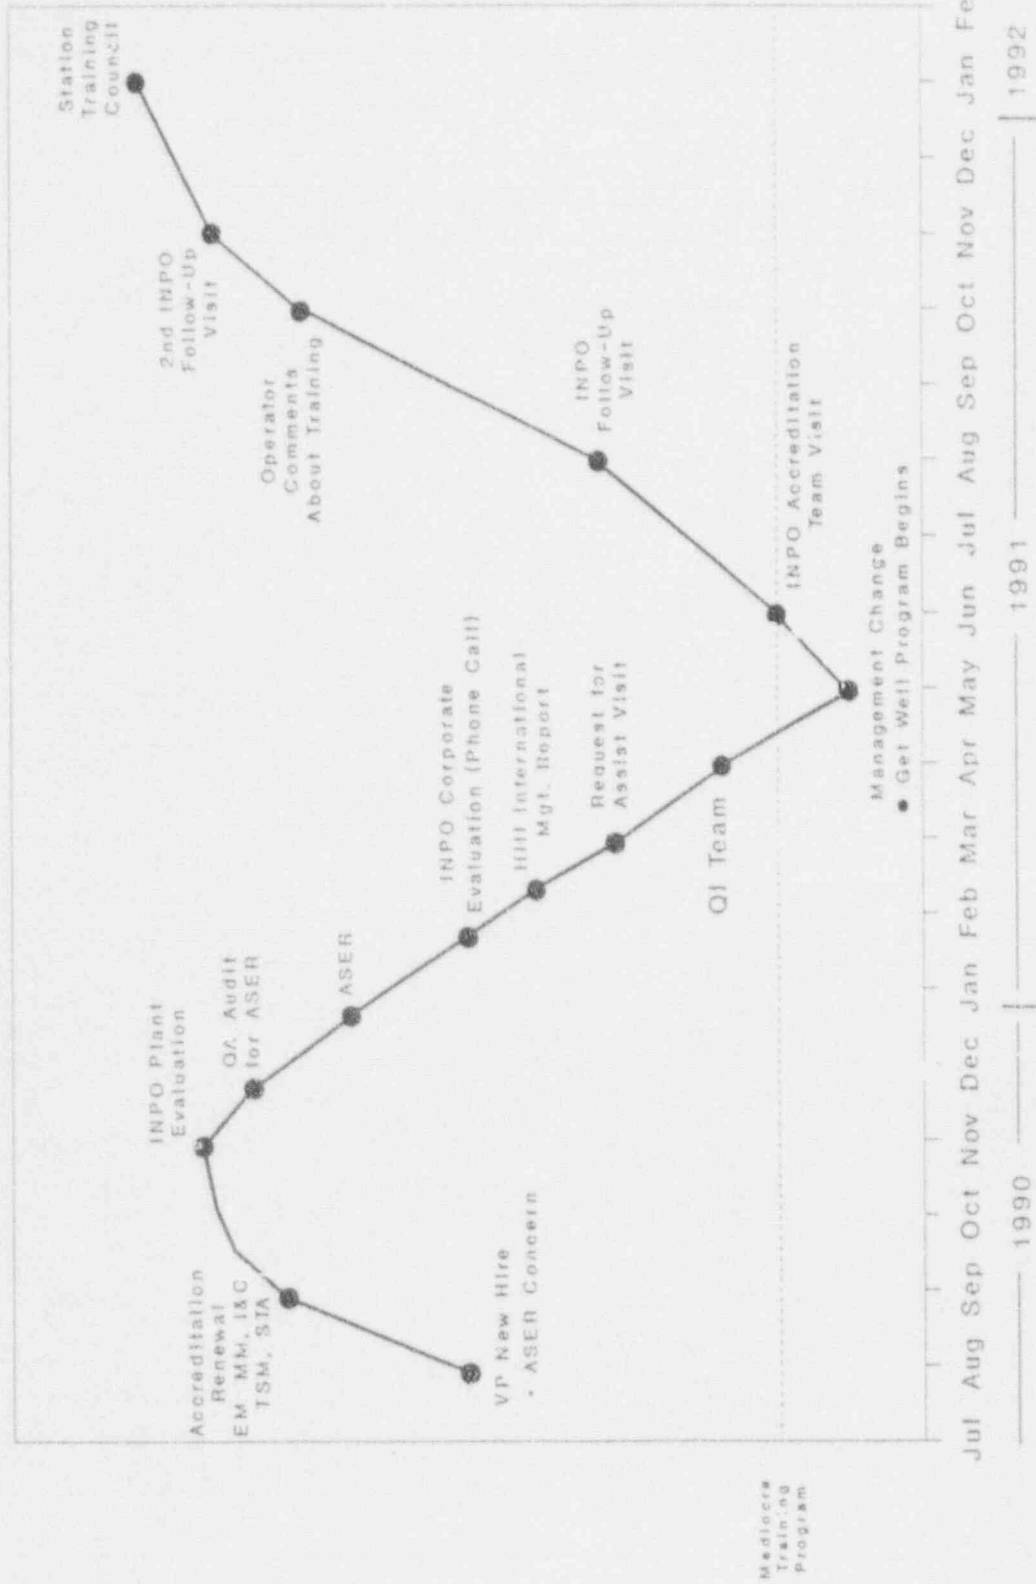 Station
Training
Council
2nd INPO
Follow-Up
Visit
Operator
Comments
About Training
INPO
Follow-Up
Visit
INPO Accreditation
Team Visit
Management Change
• Get Well Program Begins
INPO Corporate
Evaluation (Phone Call)
Hill International
Mgt. Report
Request for
Assist Visit
QI Team
INPO Plant
Evaluation
QA Audit
for ASER
ASER
Accreditation
Renewal
EM MM, I&C
TSM, STA
VP New Hire
- ASER Concern
Mediocre
Training
Program
Jul Aug Sep Oct Nov Dec Jan Feb Mar Apr May Jun Jul Aug Sep Oct Nov Dec Jan Fe
1990 1991 1992